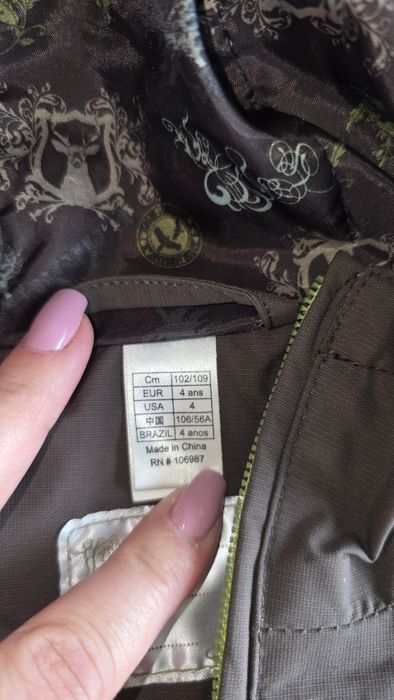 Cm 102/109
EUR 4 ans
USA 4
中国 106/56A
BRAZIL 4 anos
Made in China
RN # 106987